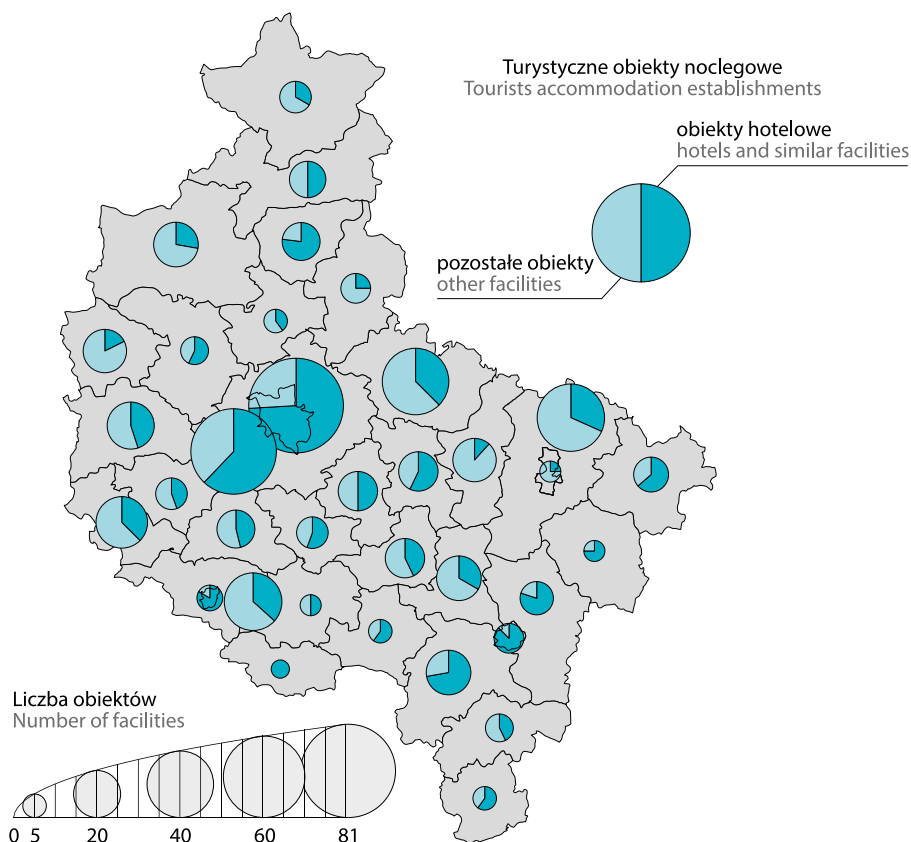 Turystyczne obiekty noclegowe
Tourists accommodation establishments
obiekty hotelowe
hotels and similar facilities
pozostałe obiekty
other facilities
Liczba obiektów
Number of facilities
0 5 20 40 60 81